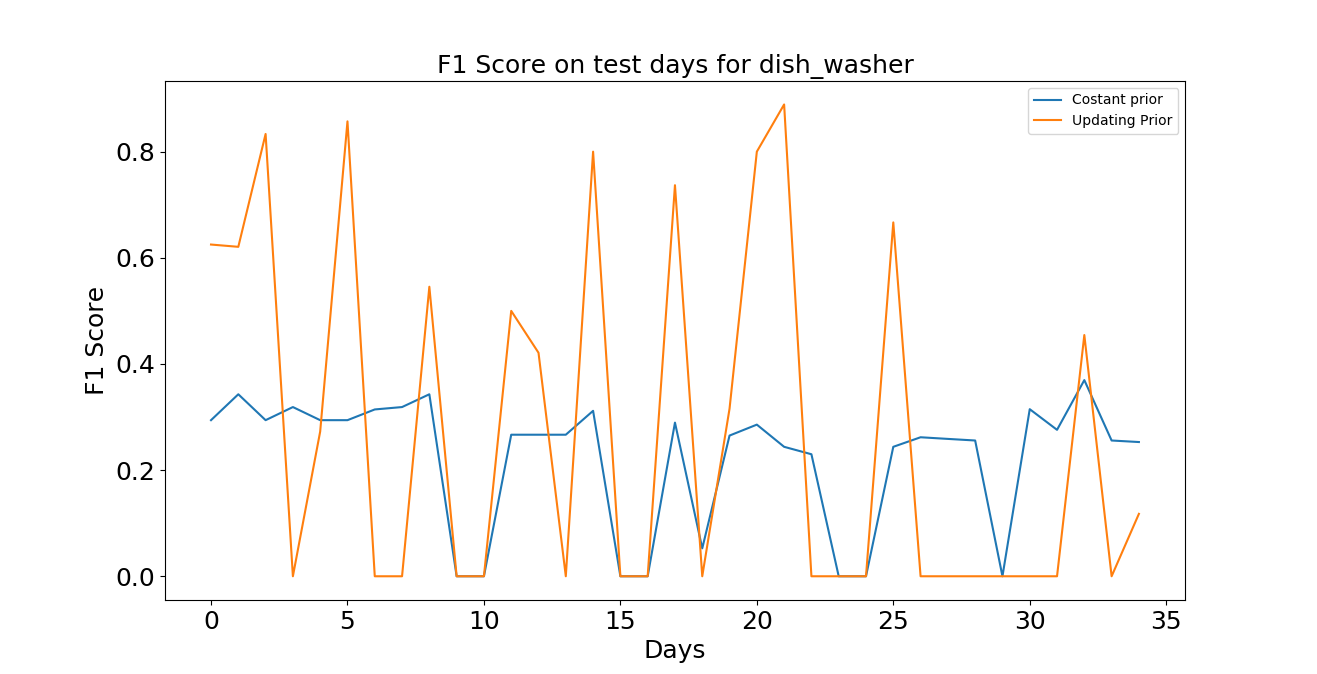 F1 Score on test days for dish_washer
Costant prior
Updating Prior
F1 Score
0.8
0.6
0.4
0.2
0.0
0 5 10 15 20 25 30 35
Days